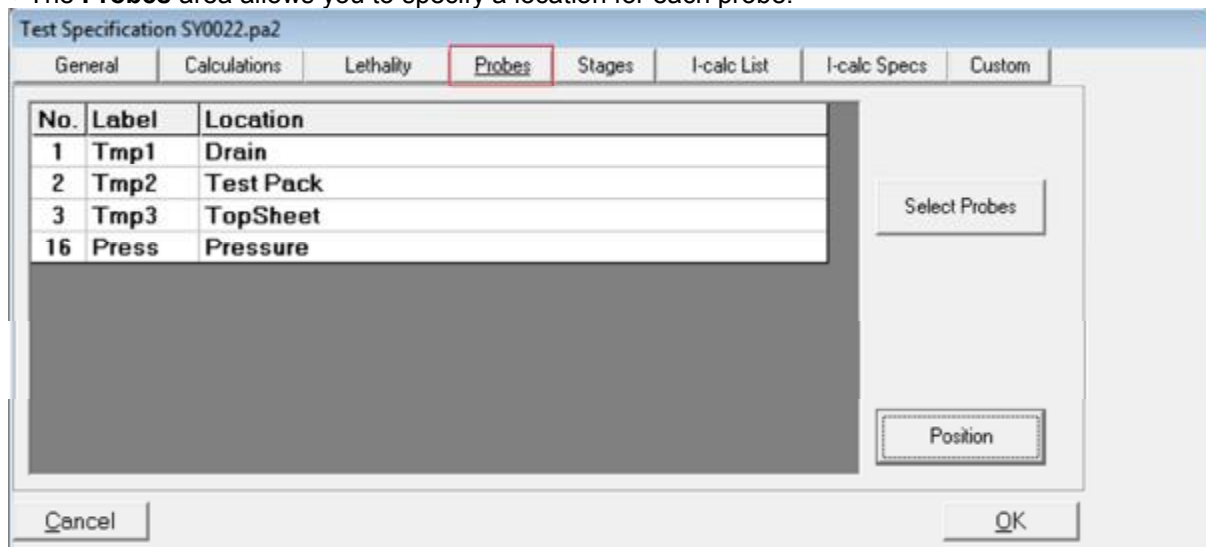 The Probes area allows you to specify a location for each probe.
Test Specification SY0022.pa2
General Calculations Lethality Probes Stages I-calc List I-calc Specs Custom
No. Label Location
1 Tmp1 Drain
2 Tmp2 Test Pack
3 Tmp3 TopSheet
16 Press Pressure
Select Probes
Position
Cancel OK